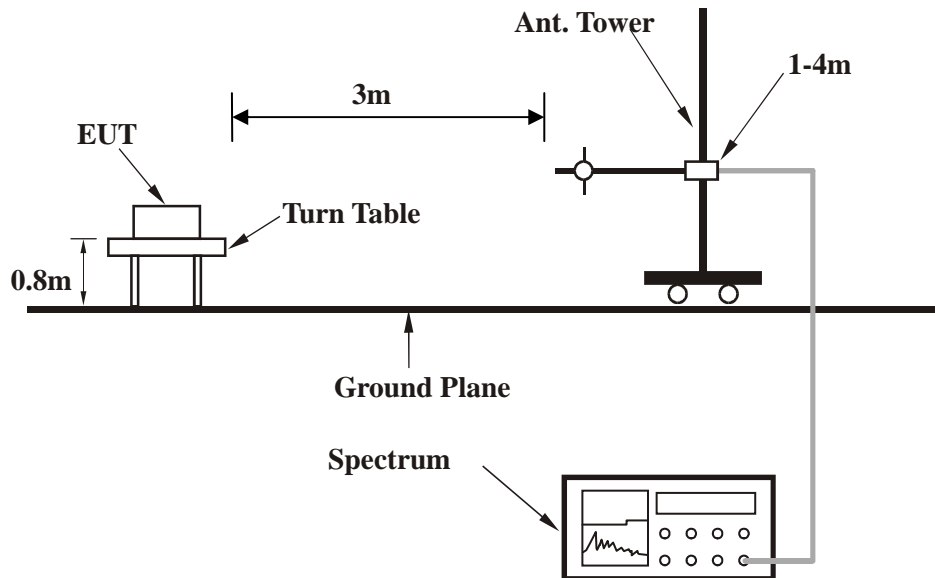 Ant. Tower
1-4m
3m
EUT
Turn Table
0.8m
Ground Plane
Spectrum